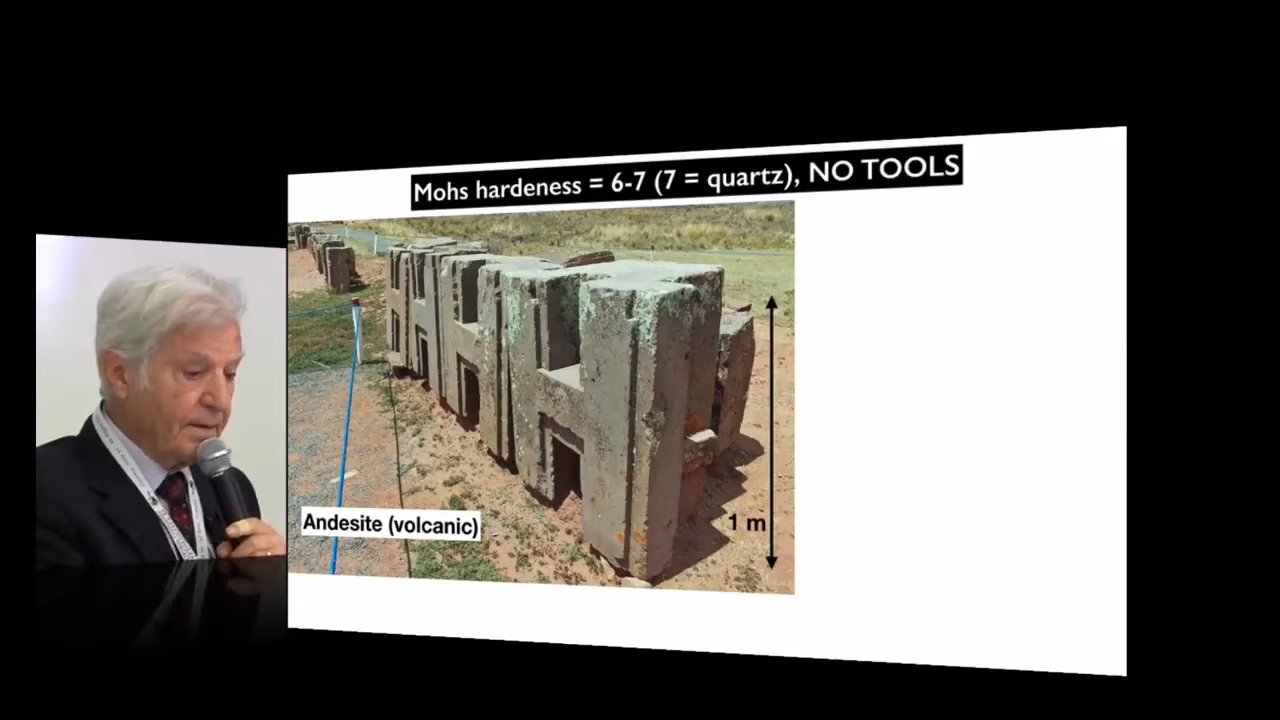 Mohs hardeness = 6-7 (7 = quartz), NO TOOLS
Andesite (volcanic)
1 m